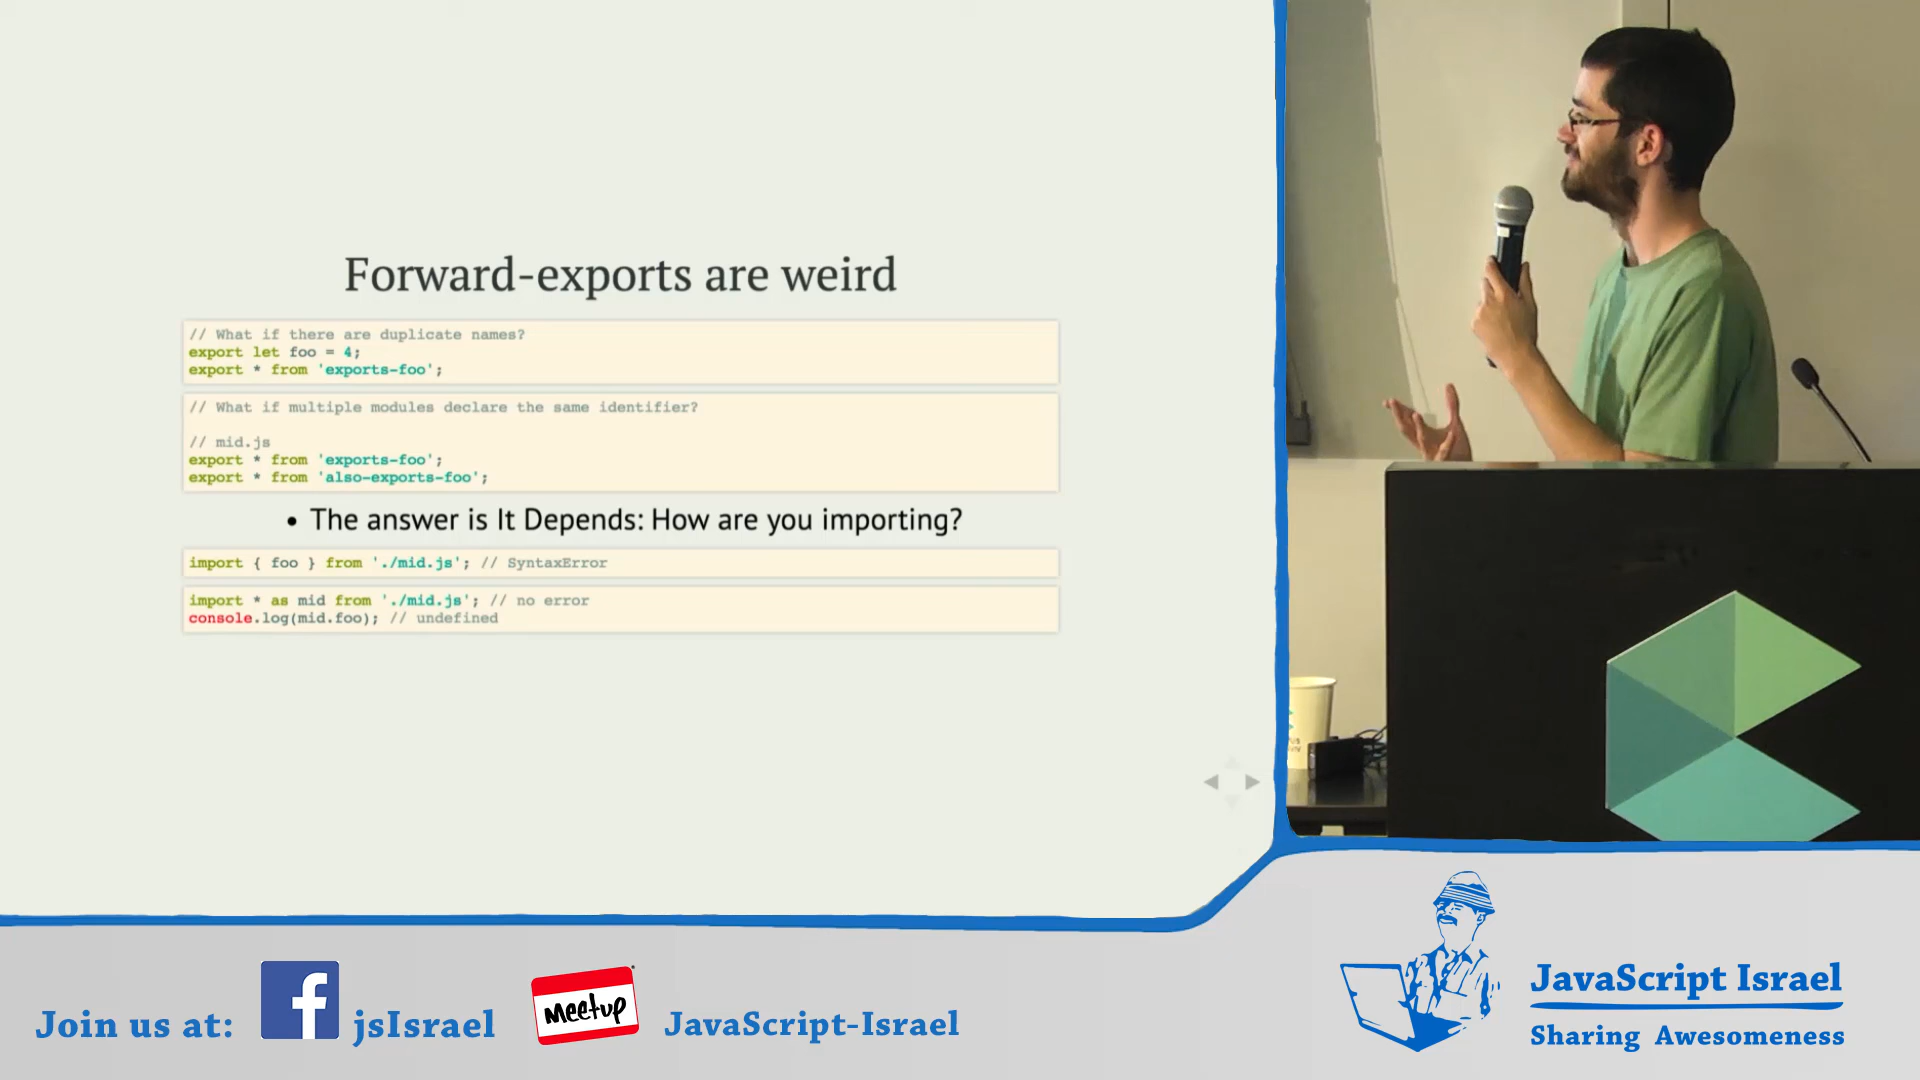 Forward-exports are weird
// What if there are duplicate names?
export let foo = 4;
export * from 'exports-foo';
// What if multiple modules declare the same identifier?
// mid.js
export * from 'exports-foo';
export * from 'also-exports-foo';
• The answer is It Depends: How are you importing?
import { foo } from './mid.js'; // SyntaxError
import * as mid from './mid.js'; // no error
console.log(mid.foo); // undefined
Join us at:
f
jsIsrael
Meetup
JavaScript-Israel
JavaScript Israel
Sharing Awesomeness